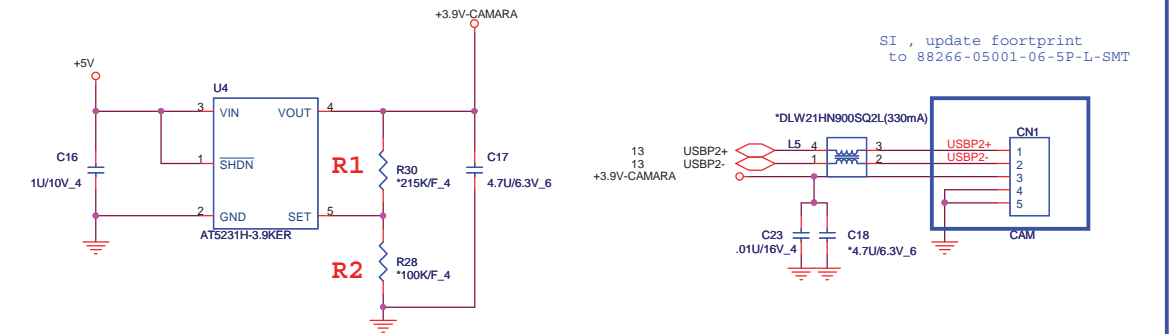 +3.9V-CAMARA
+5V
U4
3 VIN VOUT 4
1 SHDN
2 GND SET 5
AT5231H-3.9KER
C16
1U/10V_4
R1
R30
*215K/F_4
C17
4.7U/6.3V_6
R2
R28
*100K/F_4
SI , update foortprint
to 88266-05001-06-5P-L-SMT
*DLW21HN900SQ2L(330mA)
CN1
13 USBP2+ L5 4 3 USBP2+ 1
13 USBP2- 1 2 USBP2- 2
+3.9V-CAMARA 3
4
5
CAM
C23
.01U/16V_4
C18
*4.7U/6.3V_6